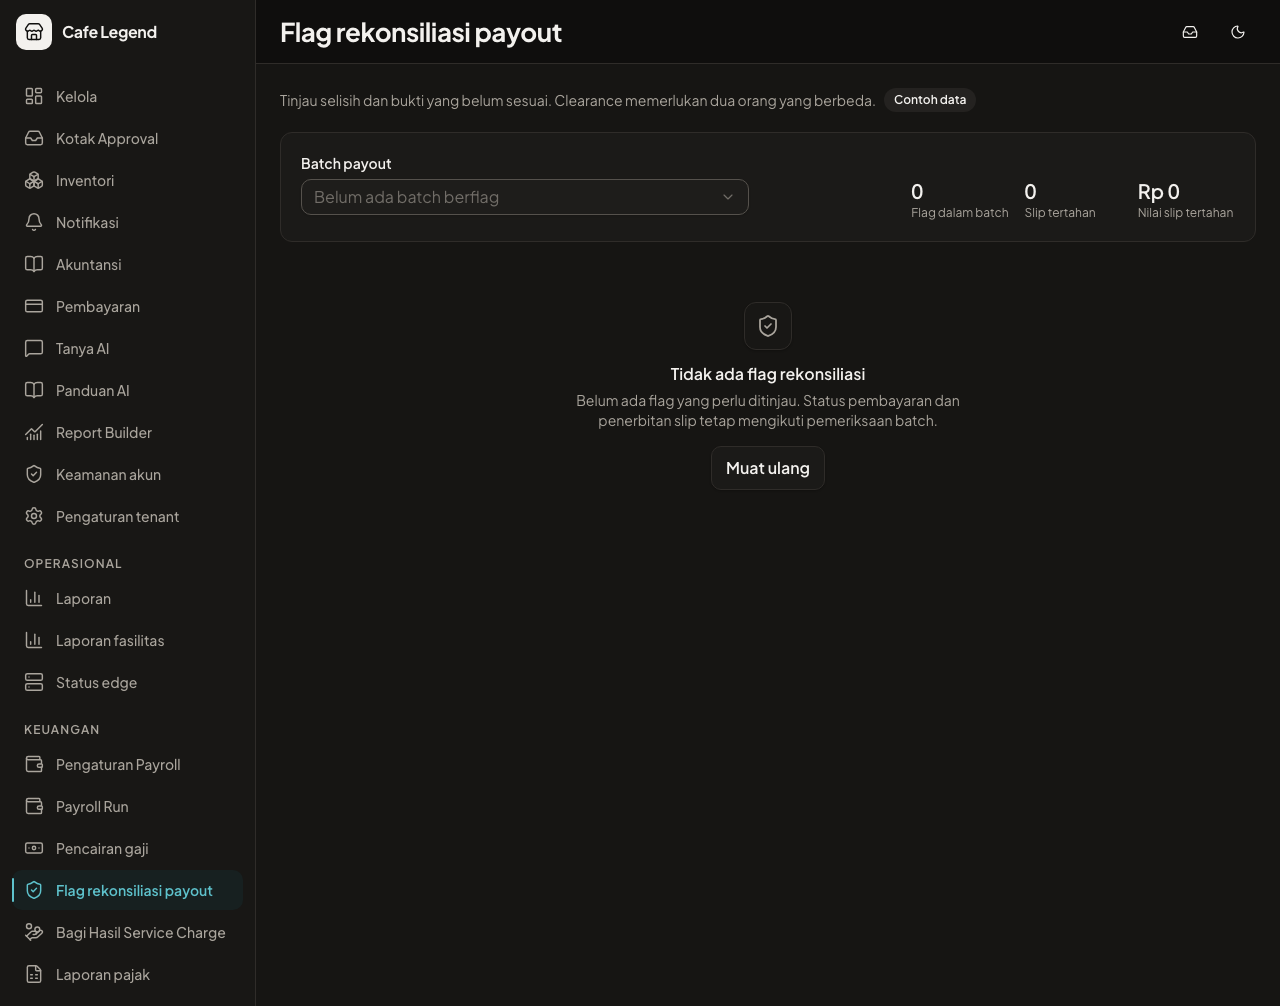 Cafe Legend
Kelola
Kotak Approval
Inventori
Notifikasi
Akuntansi
Pembayaran
Tanya AI
Panduan AI
Report Builder
Keamanan akun
Pengaturan tenant
OPERASIONAL
Laporan
Laporan fasilitas
Status edge
KEUANGAN
Pengaturan Payroll
Payroll Run
Pencairan gaji
Flag rekonsiliasi payout
Bagi Hasil Service Charge
Laporan pajak
Flag rekonsiliasi payout
Tinjau selisih dan bukti yang belum sesuai. Clearance memerlukan dua orang yang berbeda. Contoh data
Batch payout
Belum ada batch berflag
0
Flag dalam batch
0
Slip tertahan
Rp 0
Nilai slip tertahan
Tidak ada flag rekonsiliasi
Belum ada flag yang perlu ditinjau. Status pembayaran dan
penerbitan slip tetap mengikuti pemeriksaan batch.
Muat ulang